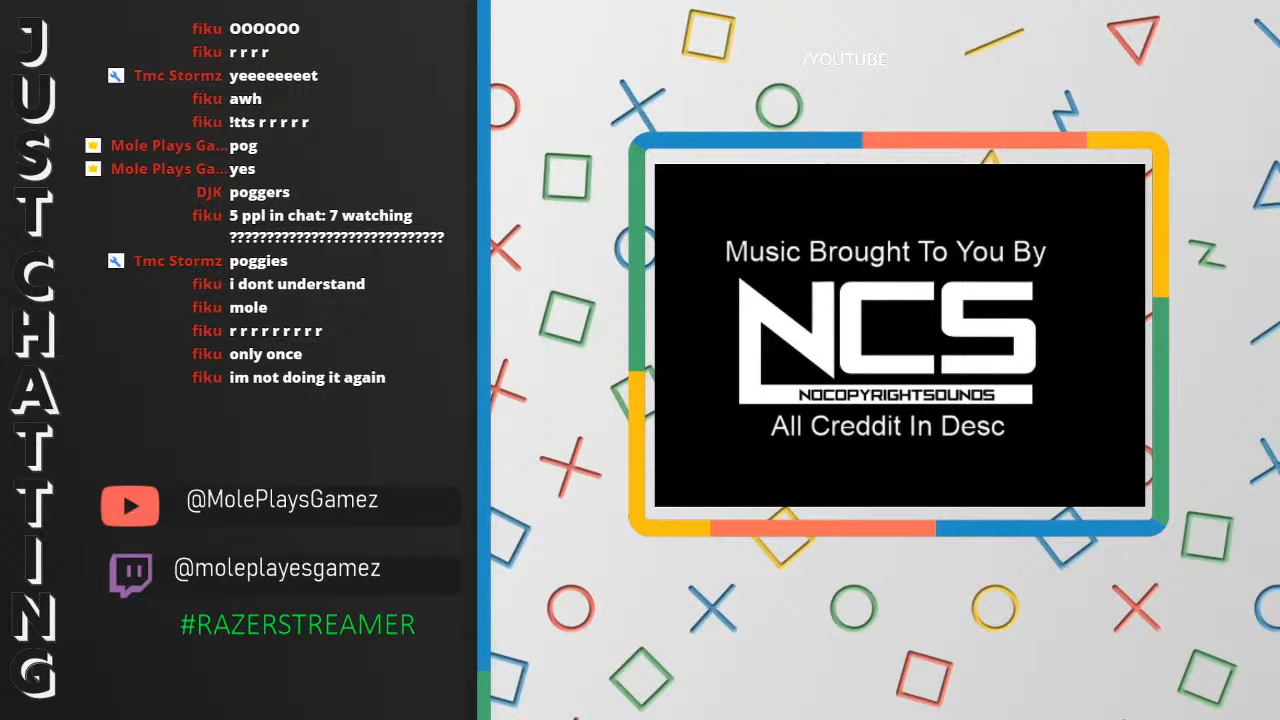 JUST CHATTING
fiku OOOOOO
fiku r r r r
Tmc Stormz yeeeeeeeet
fiku awh
fiku !tts r r r r r
Mole Plays Ga... pog
Mole Plays Ga... yes
DJK poggers
fiku 5 ppl in chat: 7 watching
?????????????????????????????
Tmc Stormz poggies
fiku i dont understand
fiku mole
fiku r r r r r r r r r
fiku only once
fiku im not doing it again
@MolePlaysGamez
@moleplayesgamez
#RAZERSTREAMER
/YOUTUBE
Music Brought To You By
NCS
NOCOPYRIGHTSOUNDS
All Creddit In Desc